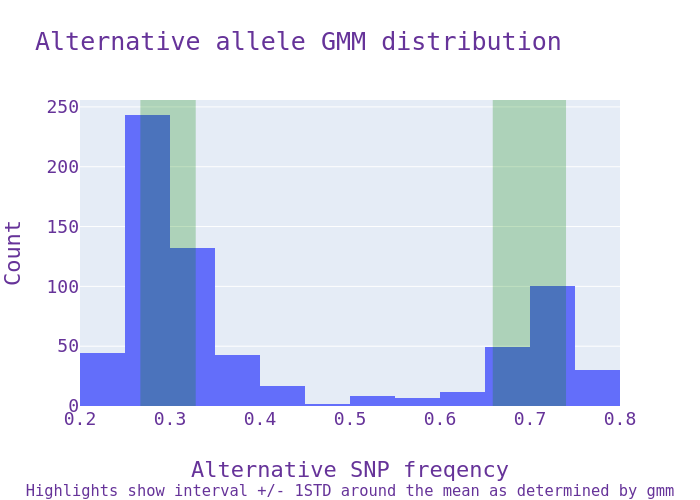 Alternative allele GMM distribution
250
200
150
100
50
0
Count
0.2 0.3 0.4 0.5 0.6 0.7 0.8
Alternative SNP freqency
Highlights show interval +/- 1STD around the mean as determined by gmm